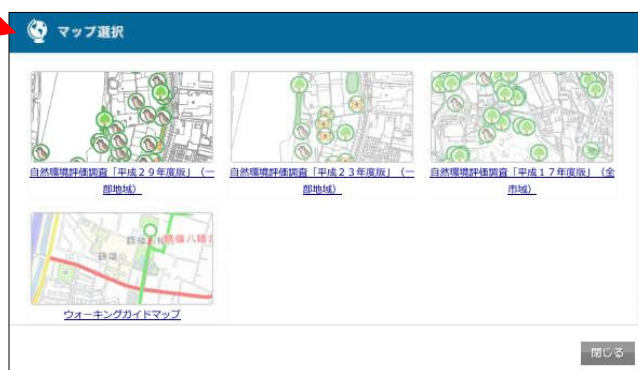 マップ選択
自然環境評価調査「平成２９年度版」（一
部地域）
自然環境評価調査「平成２３年度版」（一
部地域）
自然環境評価調査「平成１７年度版」（全
市域）
ウォーキングガイドマップ
閉じる